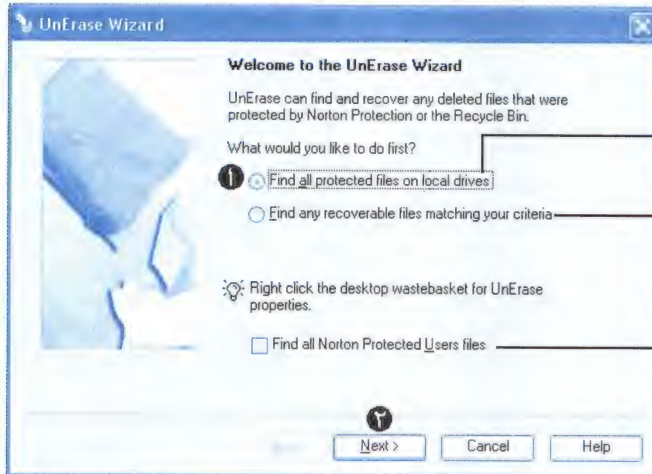 UnErase Wizard
Welcome to the UnErase Wizard
UnErase can find and recover any deleted files that were
protected by Norton Protection or the Recycle Bin.
What would you like to do first?
١ Find all protected files on local drives
Find any recoverable files matching your criteria
Right click the desktop wastebasket for UnErase
properties.
Find all Norton Protected Users files
٢
Next >
Cancel
Help